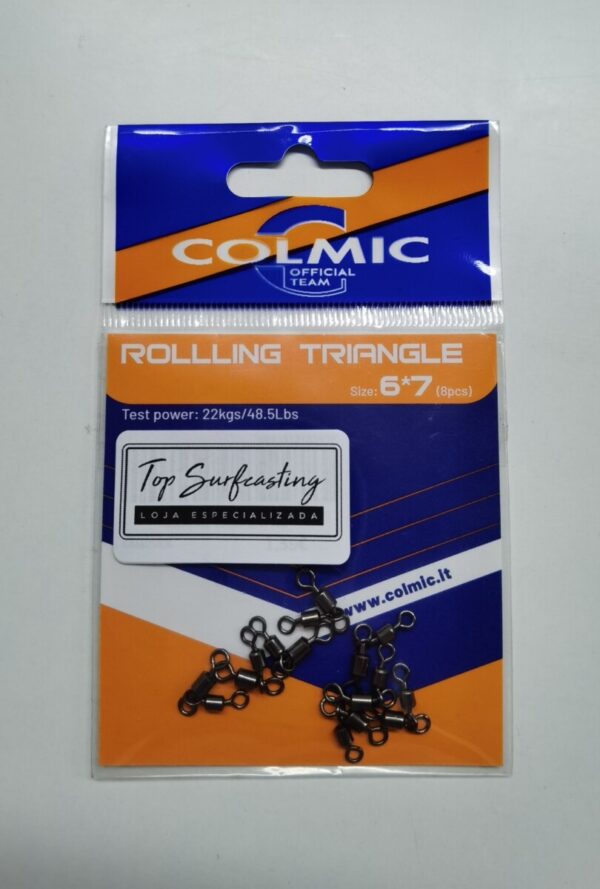 COLMIC
OFFICIAL
TEAM
ROLLLING TRIANGLE
Size: 6*7 (8pcs)
Test power: 22kgs/48.5Lbs
Top Surfcasting
LOJA ESPECIALIZADA
www.colmic.it